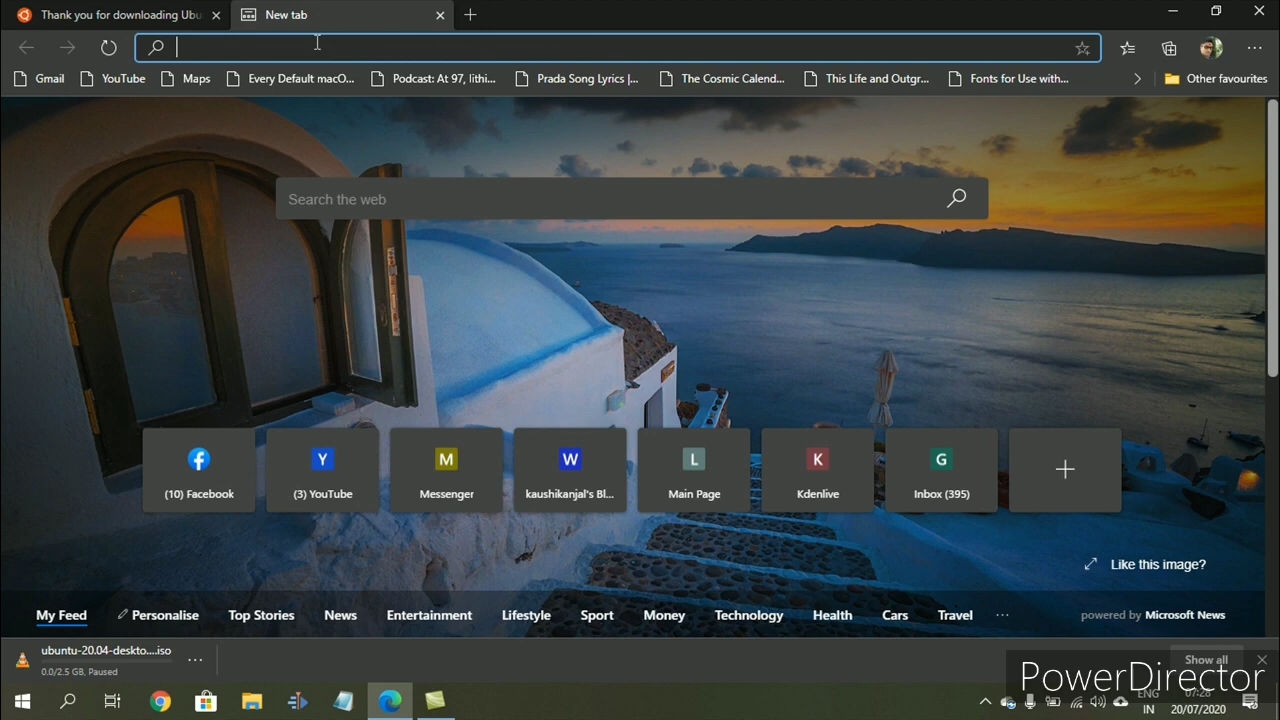 Thank you for downloading Ubu
New tab
Gmail
YouTube
Maps
Every Default macO...
Podcast: At 97, lithi...
Prada Song Lyrics |...
The Cosmic Calend...
This Life and Outgr...
Fonts for Use with...
Other favourites
Search the web
(10) Facebook
Y
(3) YouTube
M
Messenger
W
kaushikanjal's Bl...
L
Main Page
K
Kdenlive
G
Inbox (395)
Like this image?
My Feed
Personalise
Top Stories
News
Entertainment
Lifestyle
Sport
Money
Technology
Health
Cars
Travel
powered by Microsoft News
ubuntu-20.04-deskto....iso
0.0/2.5 GB, Paused
Show all
PowerDirector
ENG
IN
07:28
20/07/2020